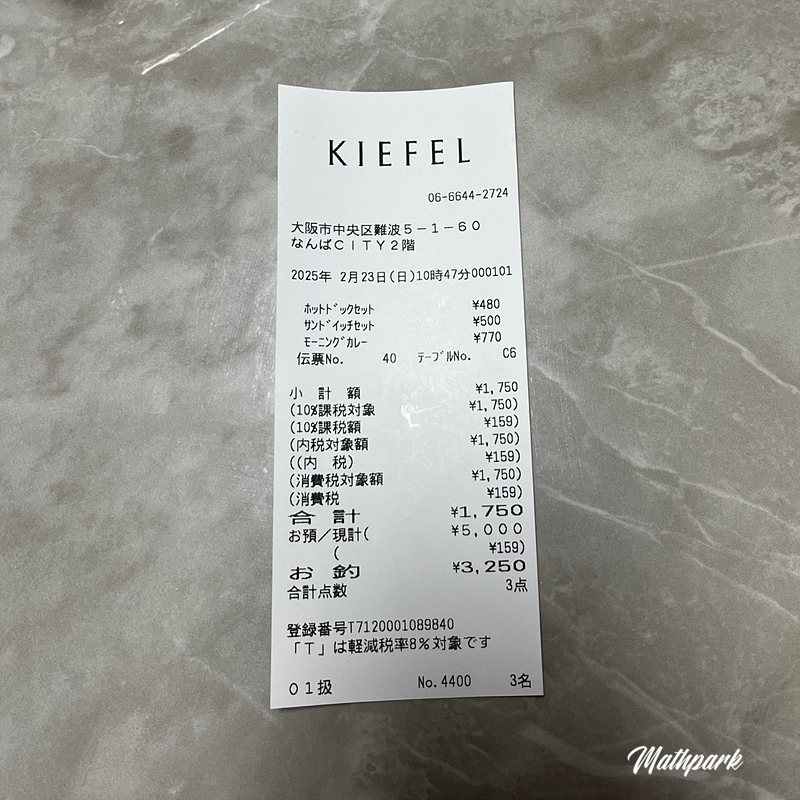 KIEFEL
06-6644-2724
大阪市中央区難波５－１－６０
なんばＣＩＴＹ２階
2025年 2月23日(日)10時47分000101
ﾎｯﾄﾄﾞｯｸｾｯﾄ ¥480
ｻﾝﾄﾞｲｯﾁｾｯﾄ ¥500
ﾓｰﾆﾝｸﾞｶﾚｰ ¥770
伝票No. 40 ﾃｰﾌﾞﾙNo. C6
小 計 額 ¥1,750
(10%課税対象 ¥1,750)
(10%課税額 ¥159)
(内税対象額 ¥1,750)
((内 税) ¥159)
(消費税対象額 ¥1,750)
(消費税 ¥159)
合 計 ¥1,750
お預／現計( ¥5,000
( ¥159)
お 釣 ¥3,250
合計点数 3点
登録番号T7120001089840
「Ｔ」は軽減税率8％対象です
０１扱 No.4400 3名
Mathpark